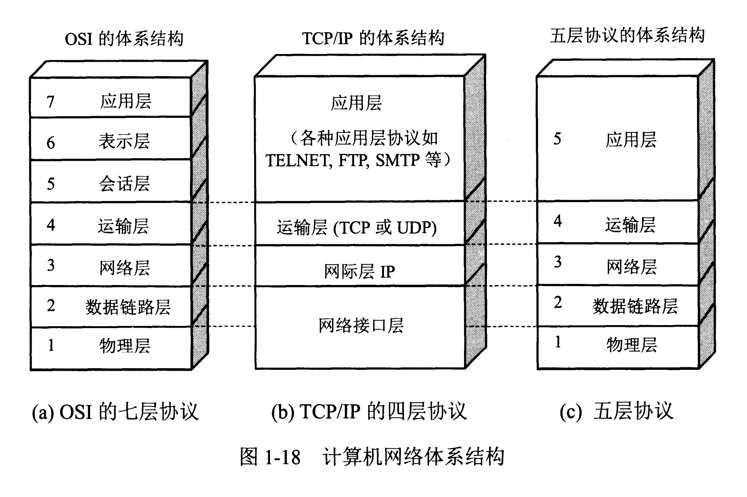 OSI 的体系结构
7 应用层
6 表示层
5 会话层
4 运输层
3 网络层
2 数据链路层
1 物理层
(a) OSI 的七层协议
TCP/IP 的体系结构
应用层
（各种应用层协议如
TELNET, FTP, SMTP 等）
运输层 (TCP 或 UDP)
网际层 IP
网络接口层
(b) TCP/IP 的四层协议
五层协议的体系结构
5 应用层
4 运输层
3 网络层
2 数据链路层
1 物理层
(c) 五层协议
图 1-18 计算机网络体系结构